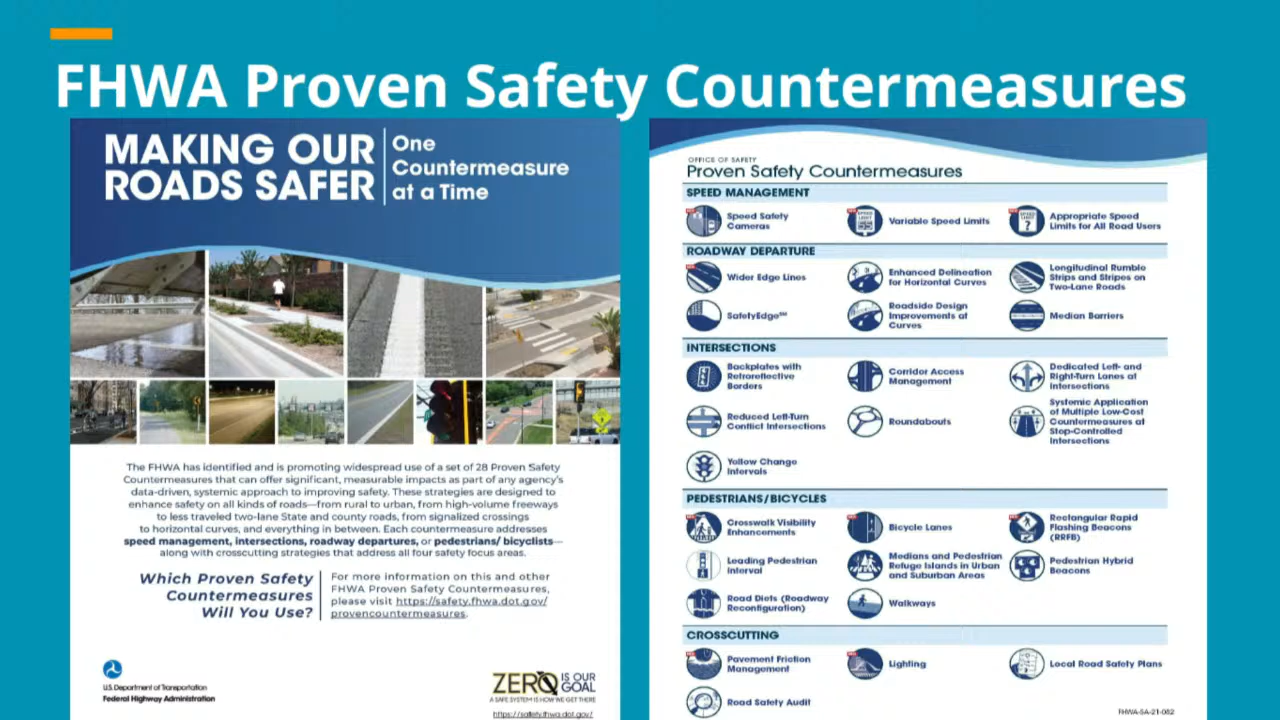 FHWA Proven Safety Countermeasures
MAKING OUR
ROADS SAFER
One
Countermeasure
at a Time
The FHWA has identified and is promoting widespread use of a set of 28 Proven Safety
Countermeasures that can offer significant, measurable impacts as part of any agency's
data-driven, systemic approach to improving safety. These strategies are designed to
enhance safety on all kinds of roads—from rural to urban, from high-volume freeways
to less traveled two-lane State and county roads, from signalized crossings
to horizontal curves, and everything in between. Each countermeasure addresses
speed management, intersections, roadway departures, or pedestrians/ bicyclists—
along with crosscutting strategies that address all four safety focus areas.
Which Proven Safety
Countermeasures
Will You Use?
For more information on this and other
FHWA Proven Safety Countermeasures,
please visit https://safety.fhwa.dot.gov/
provencountermeasures.
U.S. Department of Transportation
Federal Highway Administration
ZERO IS OUR
GOAL
A SAFE SYSTEM IS HOW WE GET THERE
https://safety.fhwa.dot.gov/
OFFICE OF SAFETY
Proven Safety Countermeasures
SPEED MANAGEMENT
Speed Safety
Cameras
Variable Speed Limits
Appropriate Speed
Limits for All Road Users
ROADWAY DEPARTURE
Wider Edge Lines
Enhanced Delineation
for Horizontal Curves
Longitudinal Rumble
Strips and Stripes on
Two-Lane Roads
SafetyEdge℠
Roadside Design
Improvements at
Curves
Median Barriers
INTERSECTIONS
Backplates with
Retroreflective
Borders
Corridor Access
Management
Dedicated Left- and
Right-Turn Lanes at
Intersections
Reduced Left-Turn
Conflict Intersections
Roundabouts
Systemic Application
of Multiple Low-Cost
Countermeasures at
Stop-Controlled
Intersections
Yellow Change
Intervals
PEDESTRIANS/BICYCLES
Crosswalk Visibility
Enhancements
Bicycle Lanes
Rectangular Rapid
Flashing Beacons
(RRFB)
Leading Pedestrian
Interval
Medians and Pedestrian
Refuge Islands in Urban
and Suburban Areas
Pedestrian Hybrid
Beacons
Road Diets (Roadway
Reconfiguration)
Walkways
CROSSCUTTING
Pavement Friction
Management
Lighting
Local Road Safety Plans
Road Safety Audit
FHWA-SA-21-082